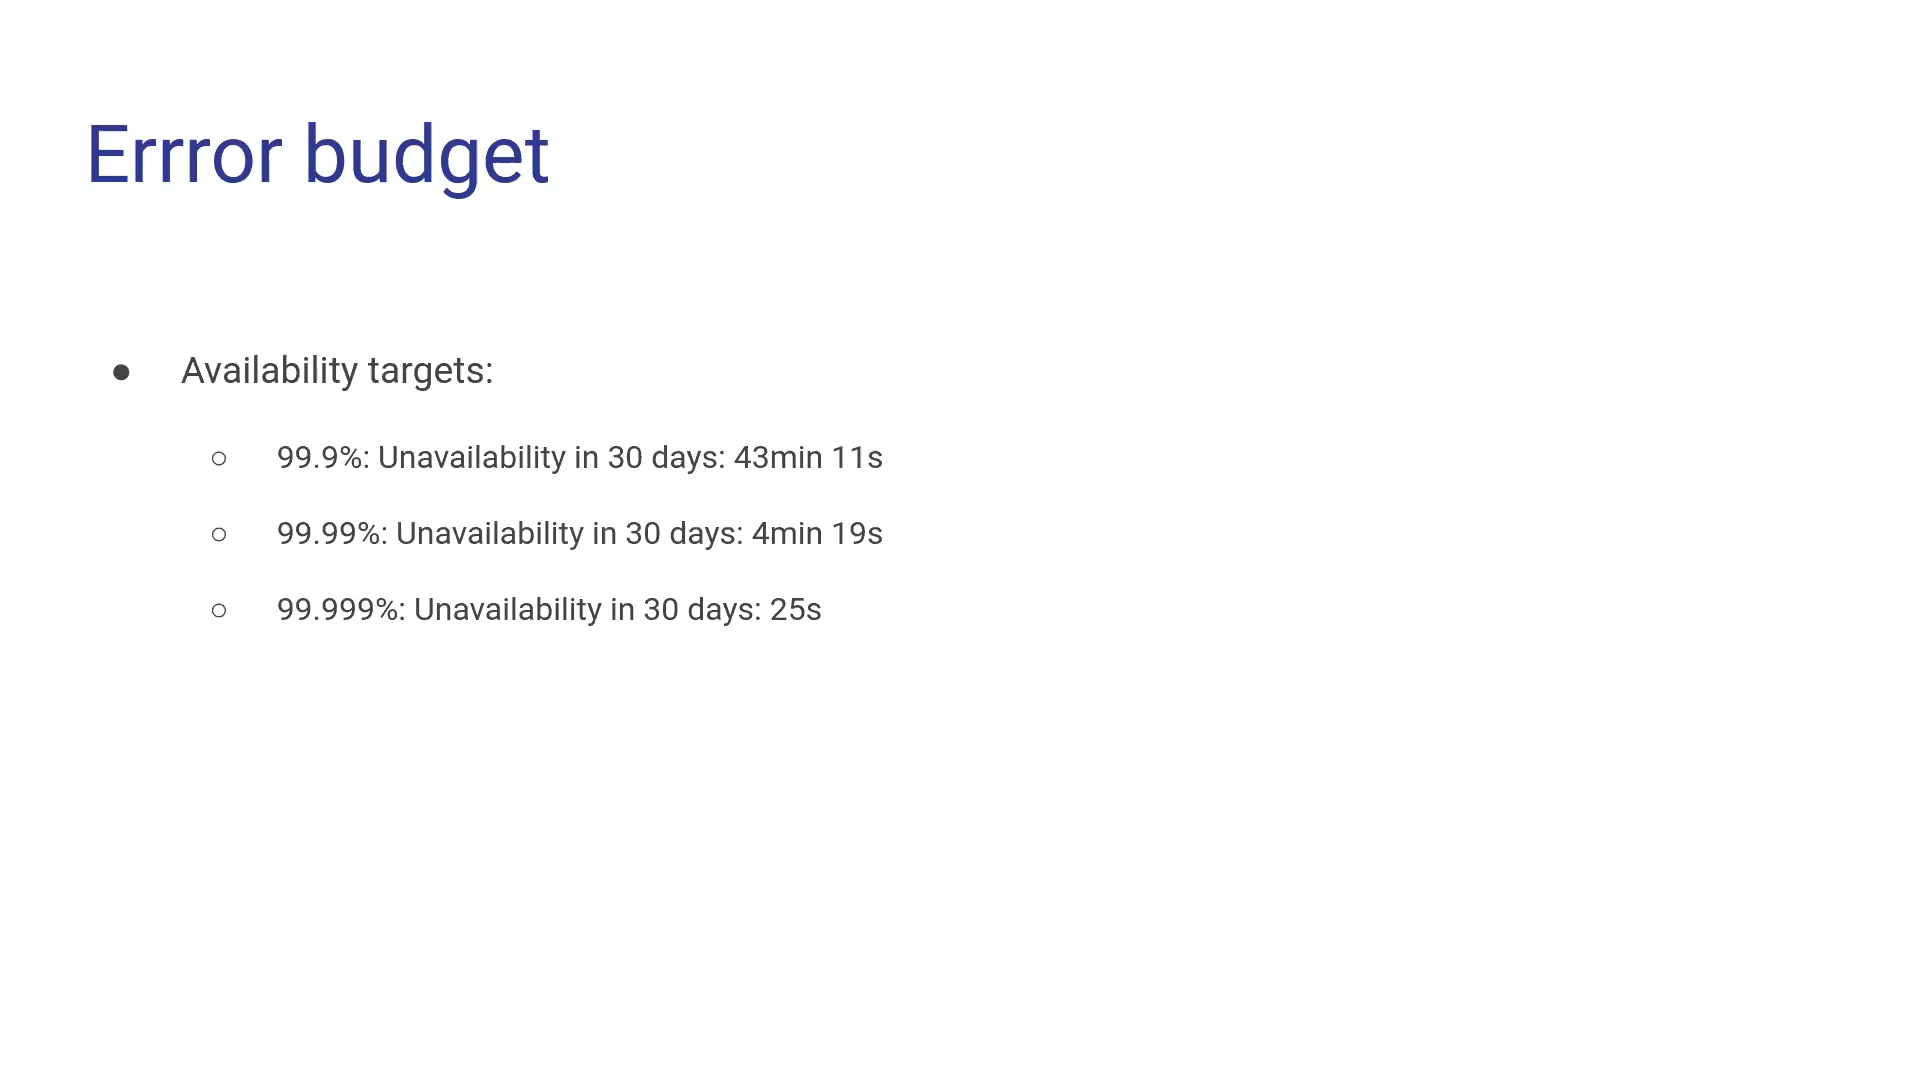 Errror budget
● Availability targets:
○ 99.9%: Unavailability in 30 days: 43min 11s
○ 99.99%: Unavailability in 30 days: 4min 19s
○ 99.999%: Unavailability in 30 days: 25s